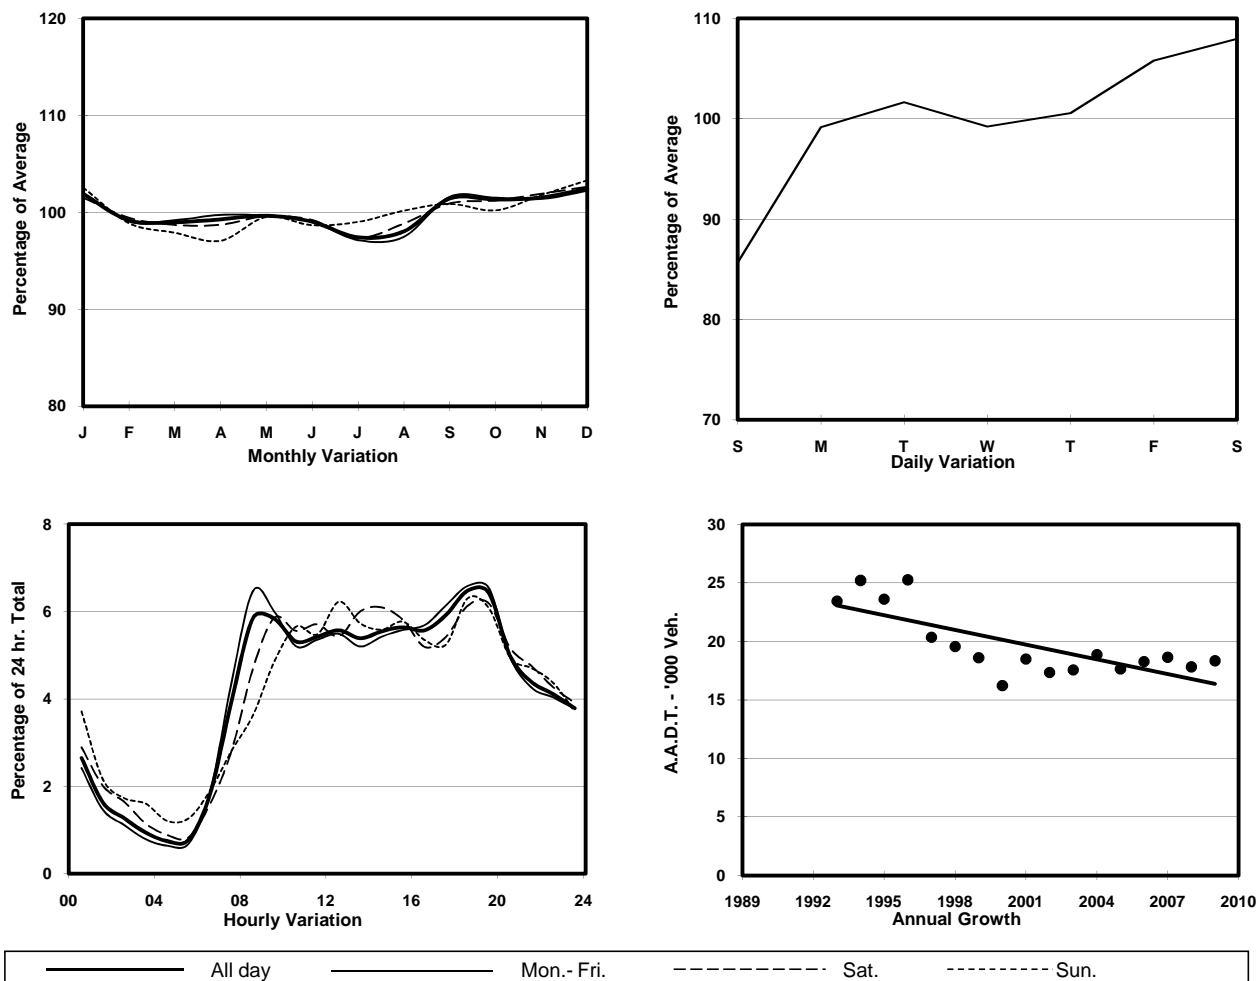 120
110
100
90
80
Percentage of Average
J F M A M J J A S O N D
Monthly Variation
110
100
90
80
70
Percentage of Average
S M T W T F S
Daily Variation
8
6
4
2
0
Percentage of 24 hr. Total
00 04 08 12 16 20 24
Hourly Variation
30
25
20
15
10
5
0
A.A.D.T. - '000 Veh.
1989 1992 1995 1998 2001 2004 2007 2010
Annual Growth
All day Mon.- Fri. Sat. Sun.